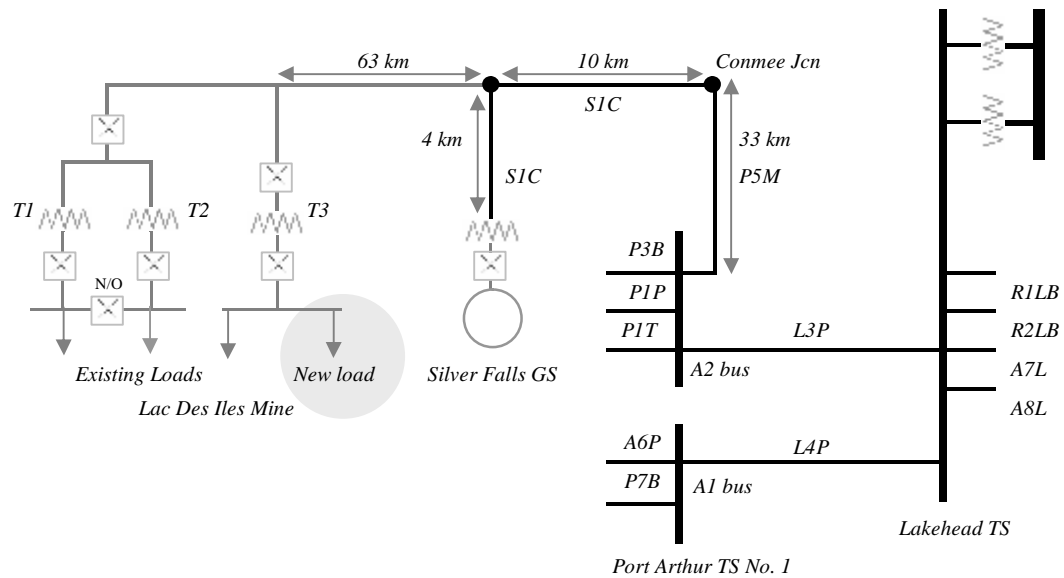 63 km
10 km
Conmee Jcn
S1C
4 km
33 km
S1C
P5M
T1
T2
T3
N/O
P3B
P1P
R1LB
P1T
L3P
R2LB
Existing Loads
New load
Silver Falls GS
A2 bus
A7L
Lac Des Iles Mine
A8L
A6P
L4P
P7B
A1 bus
Lakehead TS
Port Arthur TS No. 1